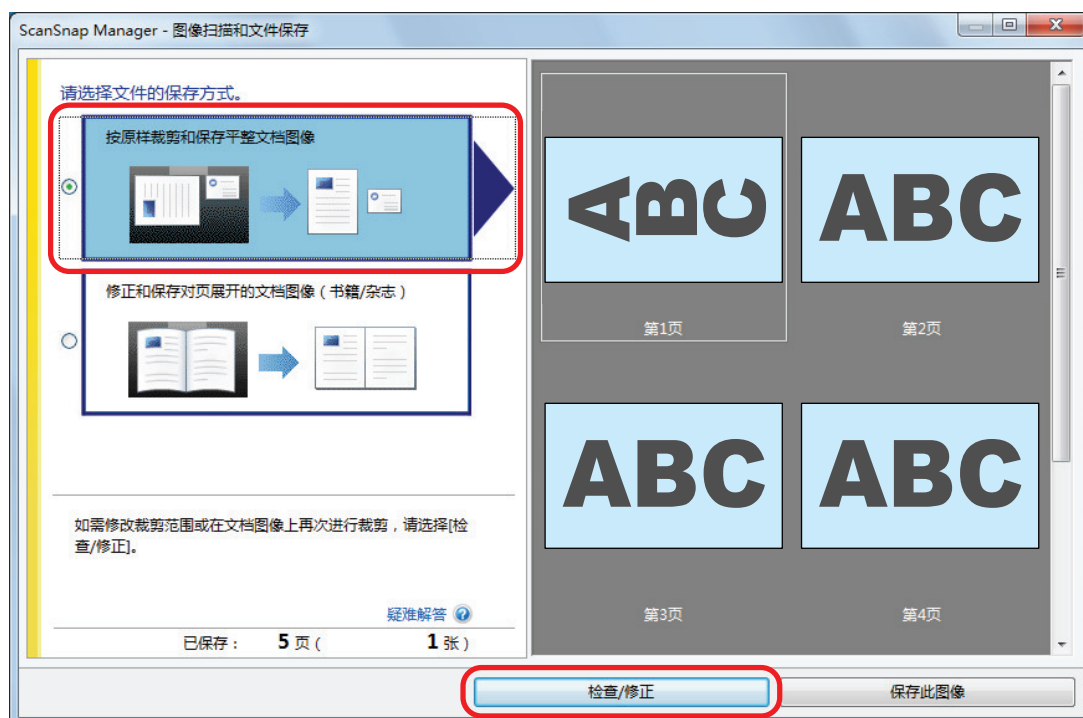 ScanSnap Manager - 图像扫描和文件保存
请选择文件的保存方式。
按原样裁剪和保存平整文档图像
修正和保存对页展开的文档图像（书籍/杂志）
如需修改裁剪范围或在文档图像上再次进行裁剪，请选择[检
查/修正]。
疑难解答
已保存： 5 页 ( 1 张 )
ABC
ABC
第1页
第2页
ABC
ABC
第3页
第4页
检查/修正
保存此图像